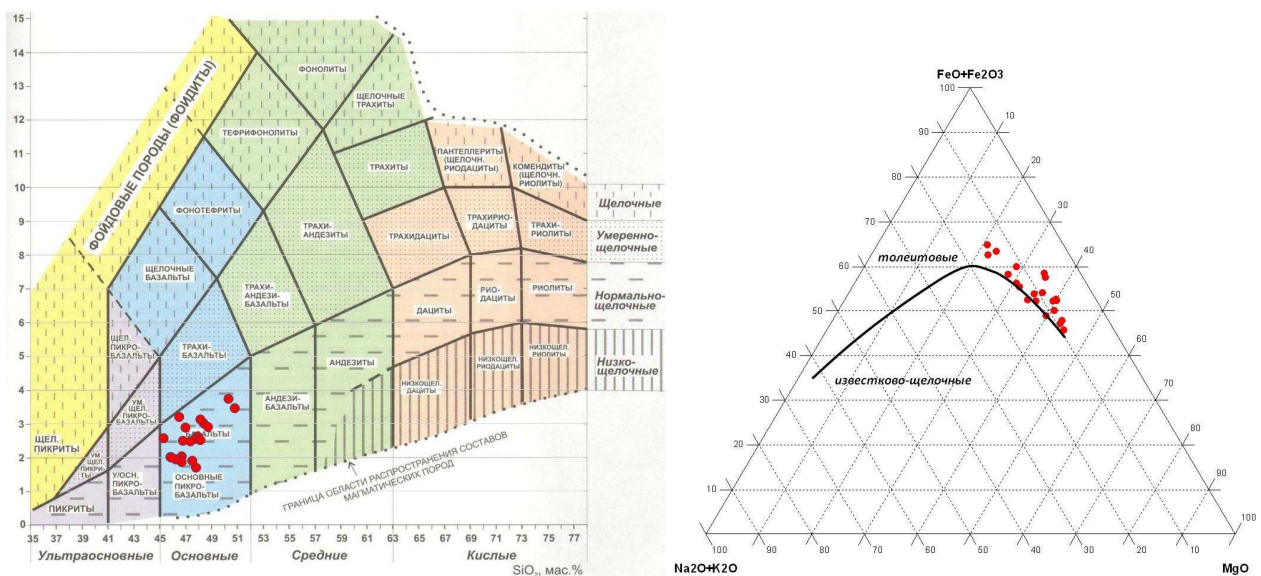 15
14
13
12
11
10
9
8
7
6
5
4
3
2
1
0
ФОЙДОВЫЕ ПОРОДЫ (ФОИДИТЫ)
ФОНОЛИТЫ
ЩЕЛОЧНЫЕ
ТРАХИТЫ
ТЕФРИФОНОЛИТЫ
ТРАХИТЫ
ПАНТЕЛЛЕРИТЫ
(ЩЕЛОЧН.
РИОДАЦИТЫ)
КОМЕНДИТЫ
(ЩЕЛОЧН.
РИОЛИТЫ)
ФОНОТЕФРИТЫ
ТРАХИ-
АНДЕЗИТЫ
ТРАХИДАЦИТЫ
ТРАХИРИО-
ДАЦИТЫ
ТРАХИ-
РИОЛИТЫ
ЩЕЛОЧНЫЕ
БАЗАЛЬТЫ
ТРАХИ-
АНДЕЗИ-
БАЗАЛЬТЫ
ДАЦИТЫ
РИО-
ДАЦИТЫ
РИОЛИТЫ
ЩЕЛ.
ПИКРО-
БАЗАЛЬТЫ
ТРАХИ-
БАЗАЛЬТЫ
АНДЕЗИТЫ
НИЗКОЩЕЛ.
ДАЦИТЫ
НИЗКОЩЕЛ.
РИОДАЦИТЫ
НИЗКОЩЕЛ.
РИОЛИТЫ
УМ.
ЩЕЛ.
ПИКРО-
БАЗАЛЬТЫ
АНДЕЗИ-
БАЗАЛЬТЫ
ЩЕЛ.
ПИКРИТЫ
УМ.
ЩЕЛ.
ПИКРИ-
ТЫ
У/ОСН.
ПИКРО-
БАЗАЛЬТЫ
ОСНОВНЫЕ
ПИКРО-
БАЗАЛЬТЫ
ПИКРИТЫ
ГРАНИЦА ОБЛАСТИ РАСПРОСТРАНЕНИЯ СОСТАВОВ
МАГМАТИЧЕСКИХ ПОРОД
Щелочные
Умеренно-
щелочные
Нормально-
щелочные
Низко-
щелочные
35 37 39 41 43 45 47 49 51 53 55 57 59 61 63 65 67 69 71 73 75 77 78
Ультраосновные Основные Средние Кислые
SiO₂, мас.%
FeO+Fe2O3
100
90
80
70
60
50
40
30
20
10
10
20
30
40
50
60
70
80
90
100
толеитовые
известково-щелочные
100 90 80 70 60 50 40 30 20 10
Na2O+K2O
MgO